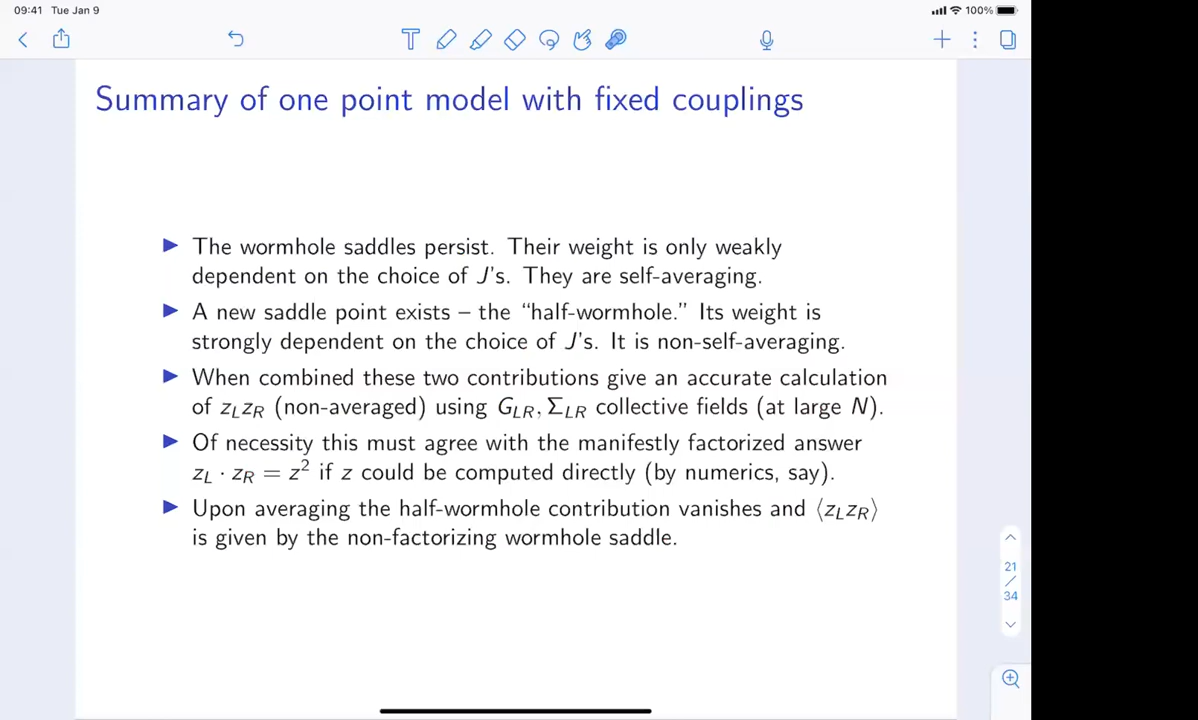 09:41 Tue Jan 9
100%
Summary of one point model with fixed couplings
▶ The wormhole saddles persist. Their weight is only weakly
dependent on the choice of J's. They are self-averaging.
▶ A new saddle point exists – the “half-wormhole.” Its weight is
strongly dependent on the choice of J's. It is non-self-averaging.
▶ When combined these two contributions give an accurate calculation
of z_L z_R (non-averaged) using G_LR, Σ_LR collective fields (at large N).
▶ Of necessity this must agree with the manifestly factorized answer
z_L · z_R = z² if z could be computed directly (by numerics, say).
▶ Upon averaging the half-wormhole contribution vanishes and ⟨z_L z_R⟩
is given by the non-factorizing wormhole saddle.
21
/
34